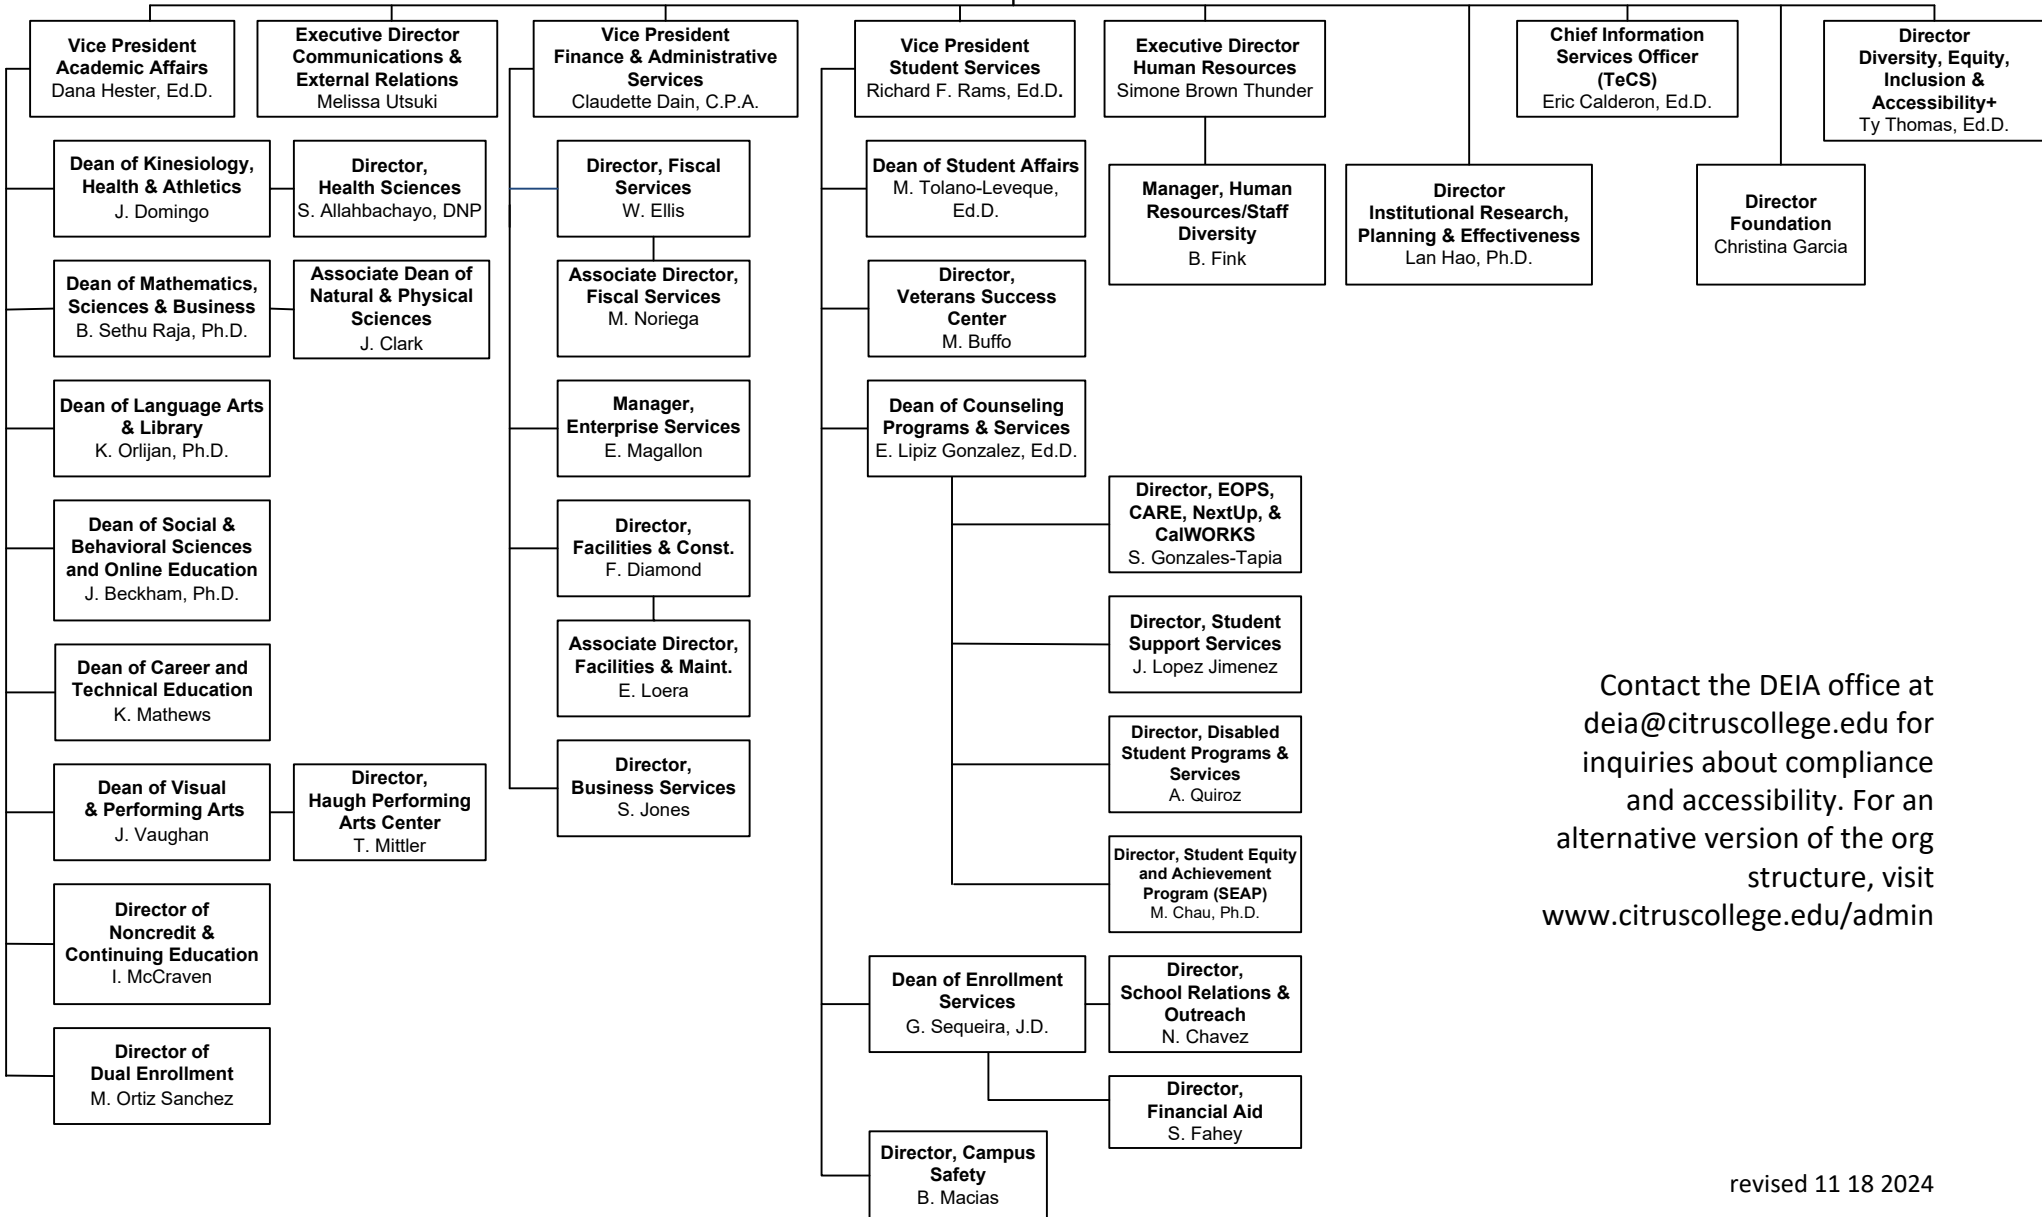 Vice President
Academic Affairs
Dana Hester, Ed.D.
Executive Director
Communications &
External Relations
Melissa Utsuki
Vice President
Finance & Administrative
Services
Claudette Dain, C.P.A.
Vice President
Student Services
Richard F. Rams, Ed.D.
Executive Director
Human Resources
Simone Brown Thunder
Chief Information
Services Officer
(TeCS)
Eric Calderon, Ed.D.
Director
Diversity, Equity,
Inclusion &
Accessibility+
Ty Thomas, Ed.D.
Dean of Kinesiology,
Health & Athletics
J. Domingo
Director,
Health Sciences
S. Allahbachayo, DNP
Director, Fiscal
Services
W. Ellis
Dean of Student Affairs
M. Tolano-Leveque,
Ed.D.
Manager, Human
Resources/Staff
Diversity
B. Fink
Director
Institutional Research,
Planning & Effectiveness
Lan Hao, Ph.D.
Director
Foundation
Christina Garcia
Dean of Mathematics,
Sciences & Business
B. Sethu Raja, Ph.D.
Associate Dean of
Natural & Physical
Sciences
J. Clark
Associate Director,
Fiscal Services
M. Noriega
Director,
Veterans Success
Center
M. Buffo
Dean of Language Arts
& Library
K. Orlijan, Ph.D.
Manager,
Enterprise Services
E. Magallon
Dean of Counseling
Programs & Services
E. Lipiz Gonzalez, Ed.D.
Director, EOPS,
CARE, NextUp, &
CalWORKS
S. Gonzales-Tapia
Dean of Social &
Behavioral Sciences
and Online Education
J. Beckham, Ph.D.
Director,
Facilities & Const.
F. Diamond
Director, Student
Support Services
J. Lopez Jimenez
Associate Director,
Facilities & Maint.
E. Loera
Dean of Career and
Technical Education
K. Mathews
Director, Disabled
Student Programs &
Services
A. Quiroz
Dean of Visual
& Performing Arts
J. Vaughan
Director,
Haugh Performing
Arts Center
T. Mittler
Director,
Business Services
S. Jones
Director, Student Equity
and Achievement
Program (SEAP)
M. Chau, Ph.D.
Director of
Noncredit &
Continuing Education
I. McCraven
Dean of Enrollment
Services
G. Sequeira, J.D.
Director,
School Relations &
Outreach
N. Chavez
Director of
Dual Enrollment
M. Ortiz Sanchez
Director,
Financial Aid
S. Fahey
Director, Campus
Safety
B. Macias
Contact the DEIA office at
deia@citruscollege.edu for
inquiries about compliance
and accessibility. For an
alternative version of the org
structure, visit
www.citruscollege.edu/admin
revised 11 18 2024